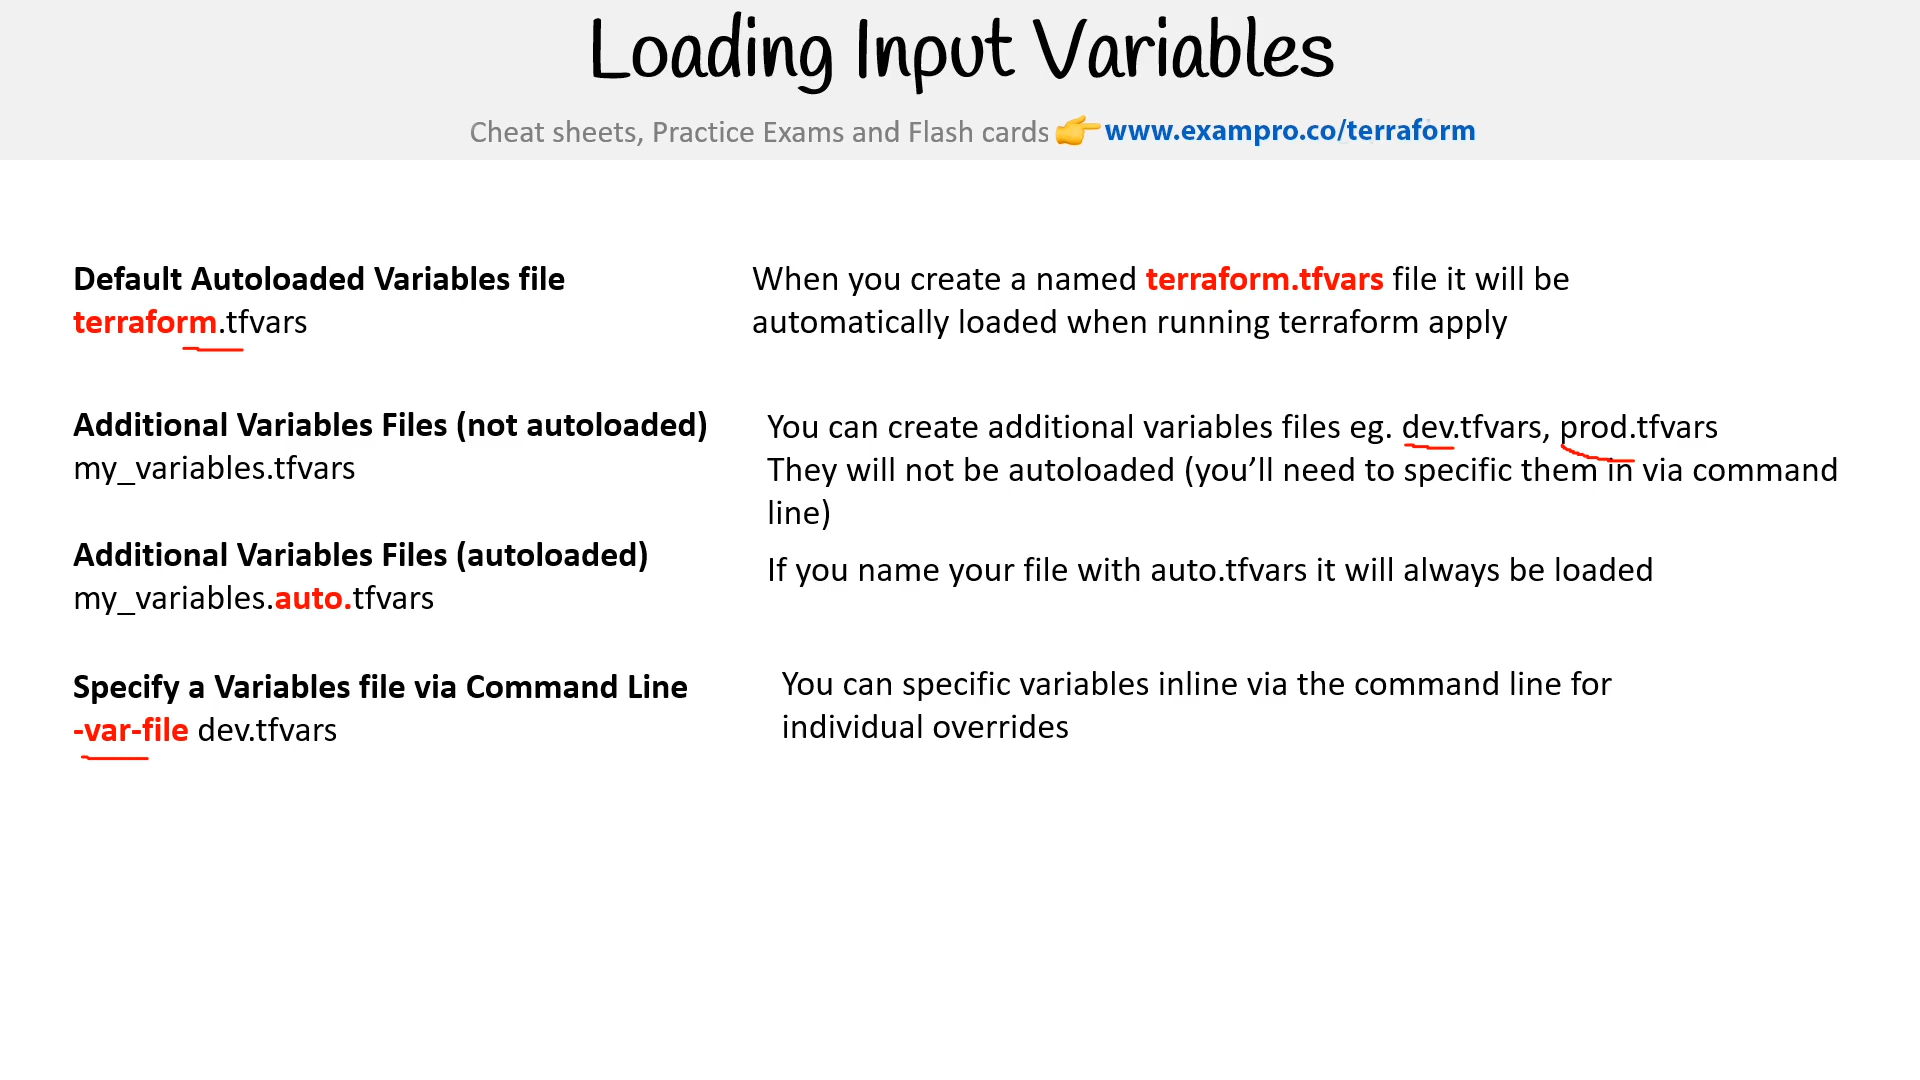 Loading Input Variables
Cheat sheets, Practice Exams and Flash cards 👉www.exampro.co/terraform
Default Autoloaded Variables file
terraform.tfvars
When you create a named terraform.tfvars file it will be
automatically loaded when running terraform apply
Additional Variables Files (not autoloaded)
my_variables.tfvars
You can create additional variables files eg. dev.tfvars, prod.tfvars
They will not be autoloaded (you’ll need to specific them in via command
line)
Additional Variables Files (autoloaded)
my_variables.auto.tfvars
If you name your file with auto.tfvars it will always be loaded
Specify a Variables file via Command Line
-var-file dev.tfvars
You can specific variables inline via the command line for
individual overrides